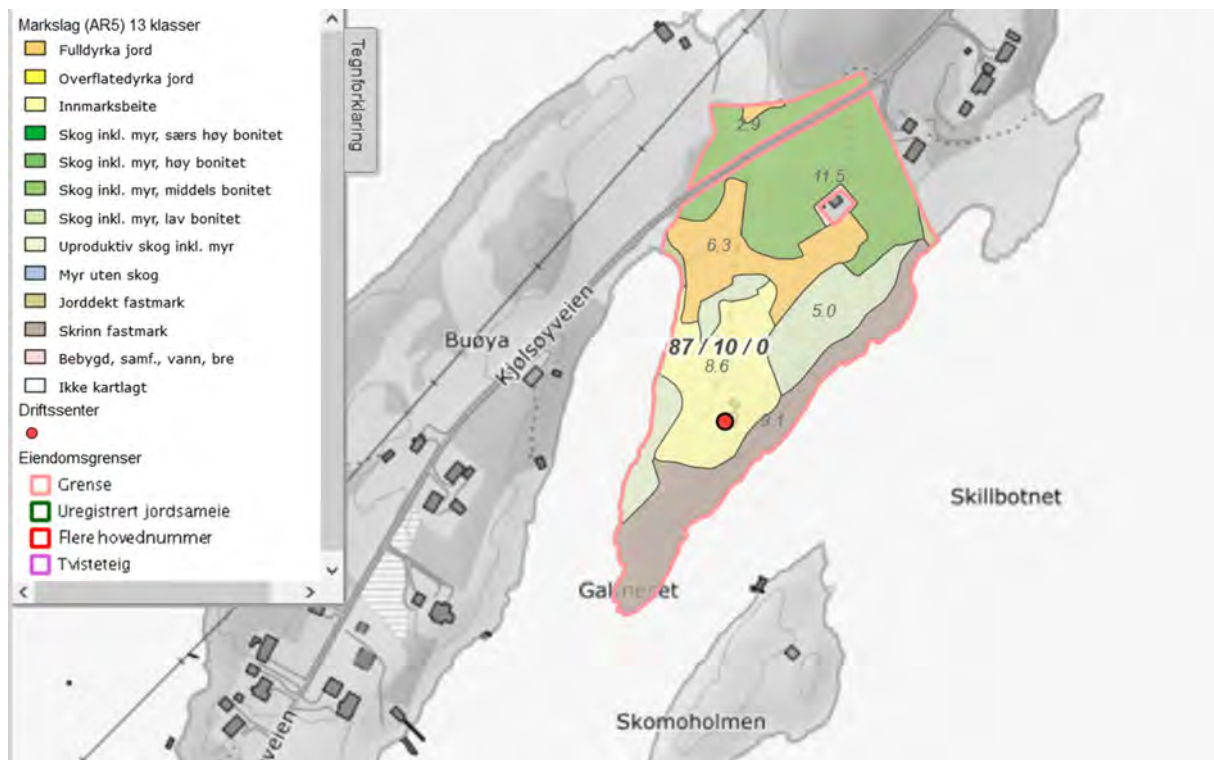 Markslag (AR5) 13 klasser
Fulldyrka jord
Overflatedyrka jord
Innmarksbeite
Skog inkl. myr, særs høy bonitet
Skog inkl. myr, høy bonitet
Skog inkl. myr, middels bonitet
Skog inkl. myr, lav bonitet
Uproduktiv skog inkl. myr
Myr uten skog
Jorddekt fastmark
Skrinn fastmark
Bebygd, samf., vann, bre
Ikke kartlagt
Driftssenter
Eiendomsgrenser
Grense
Uregistrert jordsameie
Flere hovednummer
Tvisteteig
Tegnforklaring
2.9
11.5
6.3
5.0
87 / 10 / 0
8.6
9.1
Buøya
Kjølsøyveien
Skillbotnet
Galtneset
Skomoholmen
veien